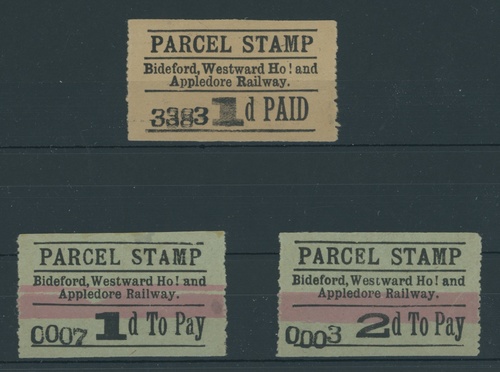 PARCEL STAMP
Bideford, Westward Ho! and
Appledore Railway.
3383 1d PAID
PARCEL STAMP
Bideford, Westward Ho! and
Appledore Railway.
0007 1d To Pay
PARCEL STAMP
Bideford, Westward Ho! and
Appledore Railway.
0003 2d To Pay